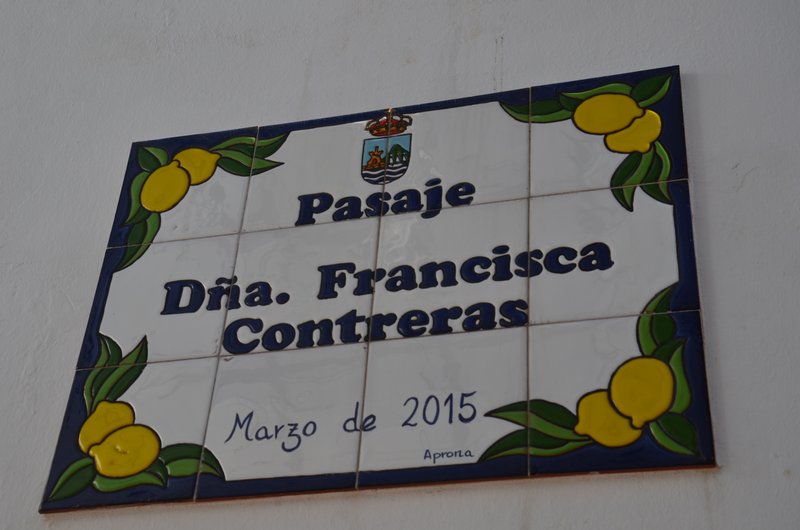 Pasaje
Dña. Francisca
Contreras
Marzo de 2015
Aprona